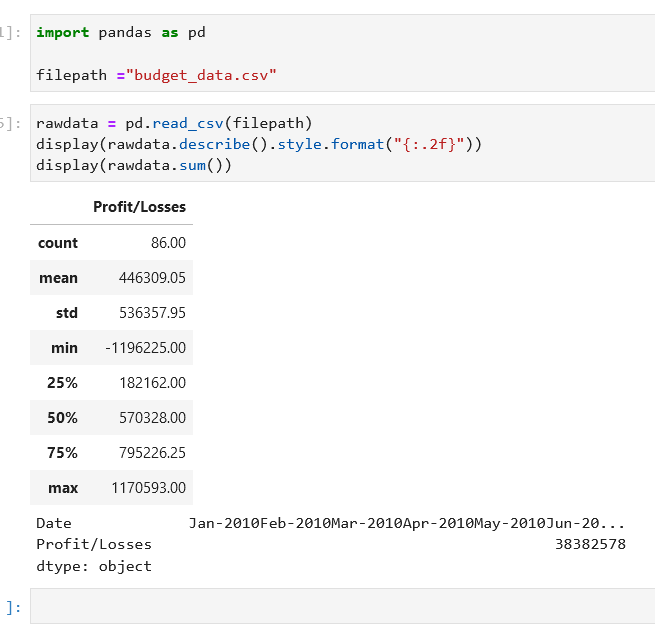 ]:
import pandas as pd
filepath ="budget_data.csv"
5]:
rawdata = pd.read_csv(filepath)
display(rawdata.describe().style.format("{:.2f}"))
display(rawdata.sum())
Profit/Losses
count 86.00
mean 446309.05
std 536357.95
min -1196225.00
25% 182162.00
50% 570328.00
75% 795226.25
max 1170593.00
Date Jan-2010Feb-2010Mar-2010Apr-2010May-2010Jun-20...
Profit/Losses 38382578
dtype: object
]: